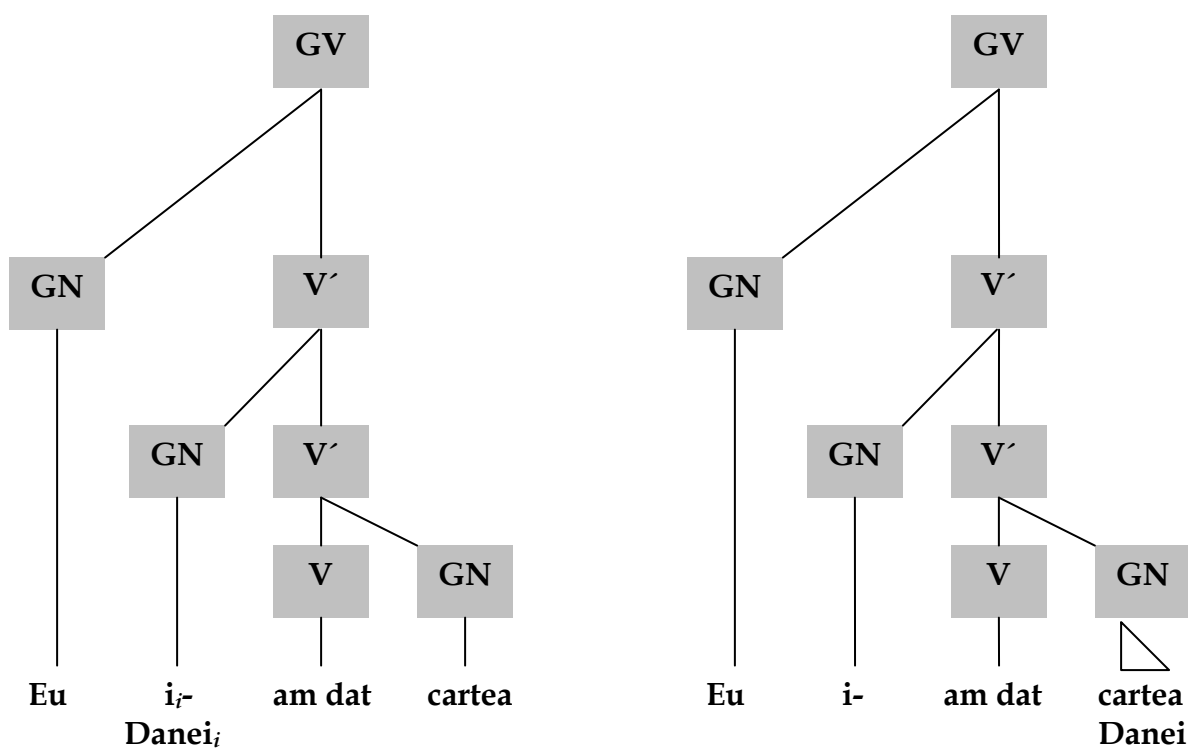 GV GV
GN V´ GN V´
GN V´ GN V´
V GN V GN
Eu iᵢ- am dat cartea Eu i- am dat cartea
Daneiᵢ Danei